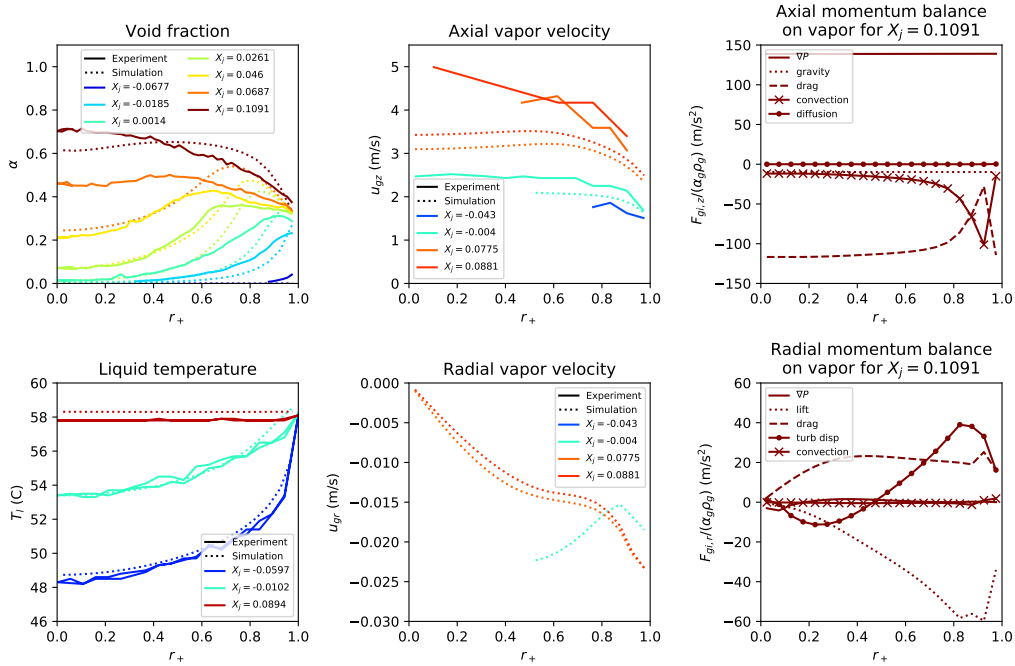 Void fraction
1.0
0.8
0.6
0.4
0.2
0.0
α
Experiment
Simulation
X_j = -0.0677
X_j = -0.0185
X_j = 0.0014
X_j = 0.0261
X_j = 0.046
X_j = 0.0687
X_j = 0.1091
0.0 0.2 0.4 0.6 0.8 1.0
r_+
Axial vapor velocity
5
4
3
2
1
0
u_{gz} (m/s)
Experiment
Simulation
X_j = -0.043
X_j = -0.004
X_j = 0.0775
X_j = 0.0881
0.0 0.2 0.4 0.6 0.8 1.0
r_+
Axial momentum balance
on vapor for X_j = 0.1091
150
100
50
0
−50
−100
−150
F_{gi,z}/(α_gρ_g) (m/s²)
∇P
gravity
drag
convection
diffusion
0.0 0.2 0.4 0.6 0.8 1.0
r_+
Liquid temperature
60
58
56
54
52
50
48
46
T_l (C)
Experiment
Simulation
X_j = -0.0597
X_j = -0.0102
X_j = 0.0894
0.0 0.2 0.4 0.6 0.8 1.0
r_+
Radial vapor velocity
0.000
−0.005
−0.010
−0.015
−0.020
−0.025
−0.030
u_{gr} (m/s)
Experiment
Simulation
X_j = -0.043
X_j = -0.004
X_j = 0.0775
X_j = 0.0881
0.0 0.2 0.4 0.6 0.8 1.0
r_+
Radial momentum balance
on vapor for X_j = 0.1091
60
40
20
0
−20
−40
−60
F_{gi,r}/(α_gρ_g) (m/s²)
∇P
lift
drag
turb disp
convection
0.0 0.2 0.4 0.6 0.8 1.0
r_+